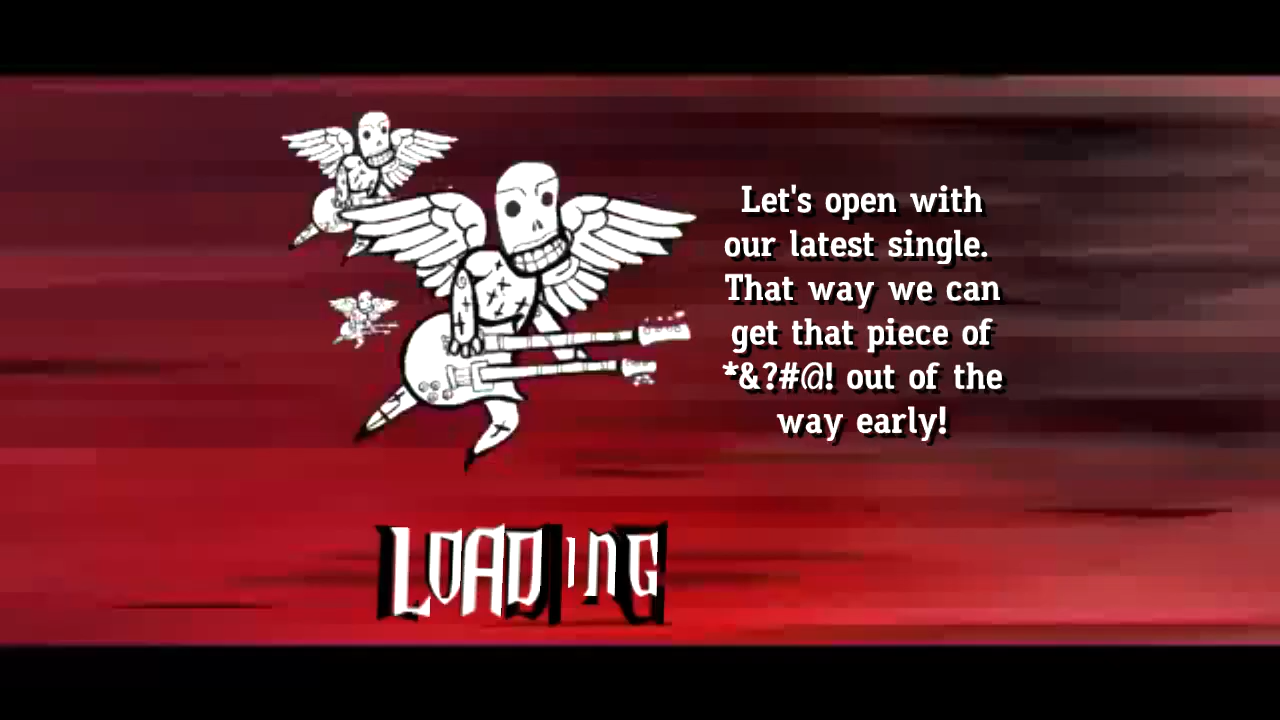 Let's open with
our latest single.
That way we can
get that piece of
*&?#@! out of the
way early!
LOADING